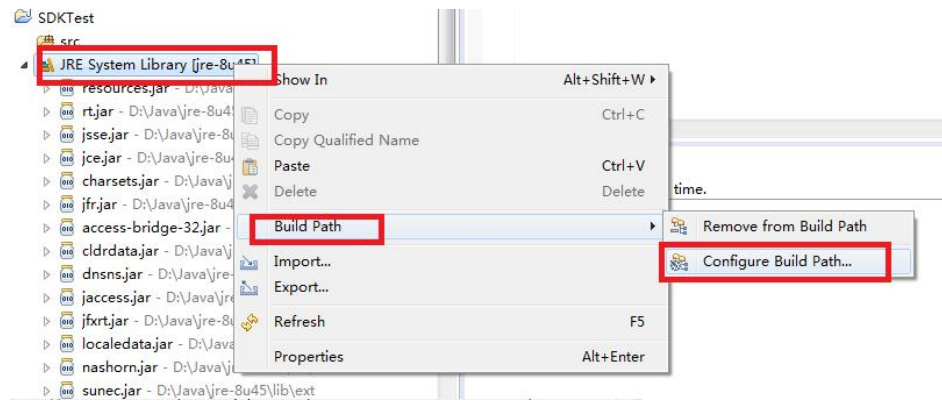 SDKTest
src
JRE System Library [jre-8u45]
resources.jar - D:\Java
rt.jar - D:\Java\jre-8u45
jsse.jar - D:\Java\jre-8u
jce.jar - D:\Java\jre-8u4
charsets.jar - D:\Java\j
jfr.jar - D:\Java\jre-8u4
access-bridge-32.jar -
cldrdata.jar - D:\Java\j
dnsns.jar - D:\Java\jre-
jaccess.jar - D:\Java\jre
jfxrt.jar - D:\Java\jre-8u
localedata.jar - D:\Java
nashorn.jar - D:\Java\j
sunec.jar - D:\Java\jre-8u45\lib\ext
Show In Alt+Shift+W
Copy Ctrl+C
Copy Qualified Name
Paste Ctrl+V
Delete Delete
Build Path
Import...
Export...
Refresh F5
Properties Alt+Enter
time.
Remove from Build Path
Configure Build Path...